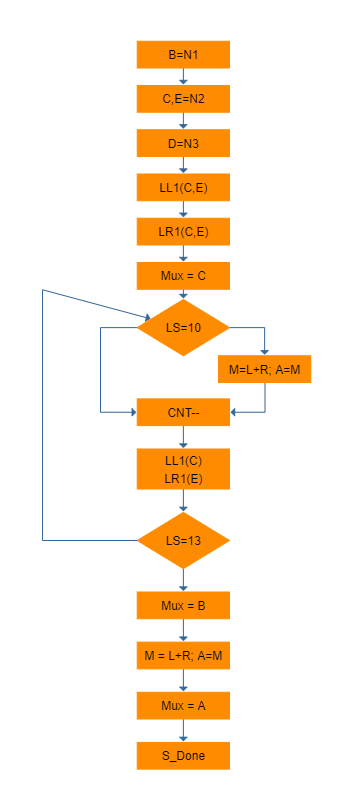 B=N1
C,E=N2
D=N3
LL1(C,E)
LR1(C,E)
Mux = C
LS=10
M=L+R; A=M
CNT--
LL1(C)
LR1(E)
LS=13
Mux = B
M = L+R; A=M
Mux = A
S_Done